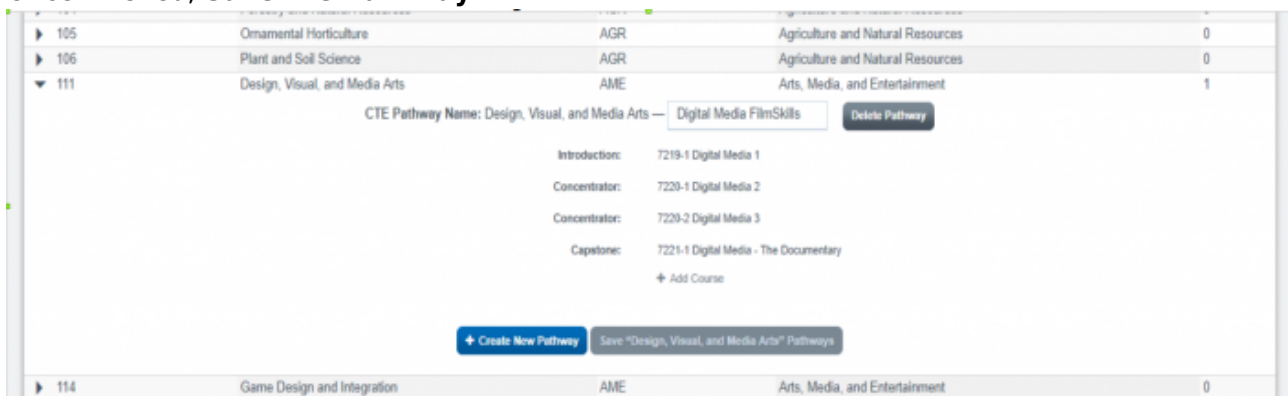 105 Ornamental Horticulture AGR Agriculture and Natural Resources 0
106 Plant and Soil Science AGR Agriculture and Natural Resources 0
111 Design, Visual, and Media Arts AME Arts, Media, and Entertainment 1
CTE Pathway Name: Design, Visual, and Media Arts — Digital Media FilmSkills Delete Pathway
Introduction: 7219-1 Digital Media 1
Concentrator: 7220-1 Digital Media 2
Concentrator: 7220-2 Digital Media 3
Capstone: 7221-1 Digital Media - The Documentary
+ Add Course
+ Create New Pathway Save "Design, Visual, and Media Arts" Pathways
114 Game Design and Integration AME Arts, Media, and Entertainment 0